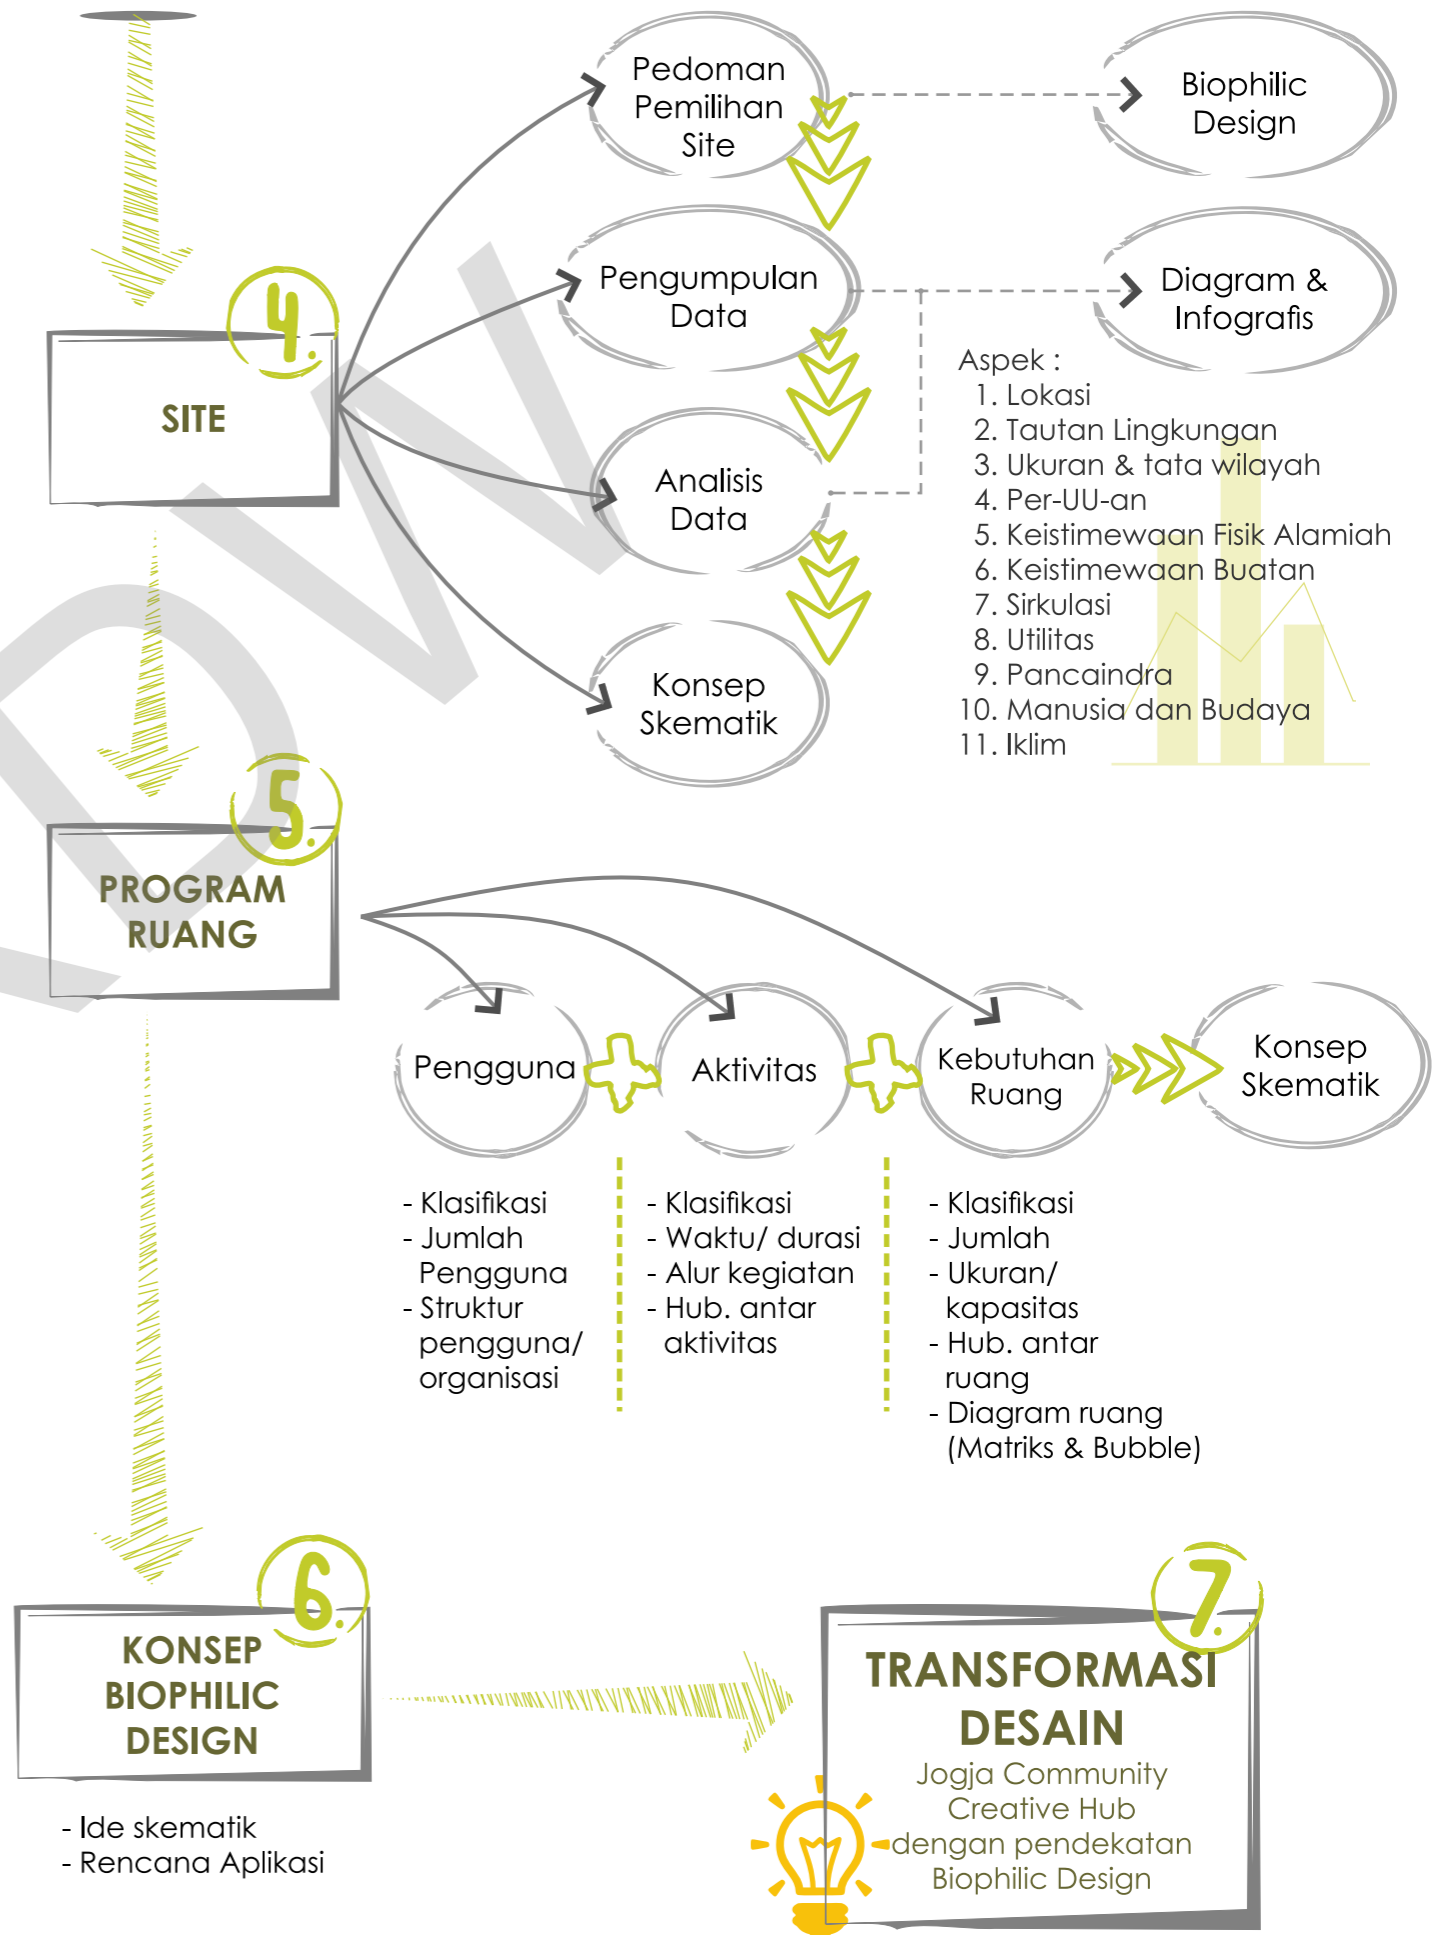 Pedoman
Pemilihan
Site
Biophilic
Design
Pengumpulan
Data
Diagram &
Infografis
4.
SITE
Analisis
Data
Konsep
Skematik
Aspek :
1. Lokasi
2. Tautan Lingkungan
3. Ukuran & tata wilayah
4. Per-UU-an
5. Keistimewaan Fisik Alamiah
6. Keistimewaan Buatan
7. Sirkulasi
8. Utilitas
9. Pancaindra
10. Manusia dan Budaya
11. Iklim
5.
PROGRAM
RUANG
Pengguna
Aktivitas
Kebutuhan
Ruang
Konsep
Skematik
- Klasifikasi
- Jumlah
Pengguna
- Struktur
pengguna/
organisasi
- Klasifikasi
- Waktu/ durasi
- Alur kegiatan
- Hub. antar
aktivitas
- Klasifikasi
- Jumlah
- Ukuran/
kapasitas
- Hub. antar
ruang
- Diagram ruang
(Matriks & Bubble)
6.
KONSEP
BIOPHILIC
DESIGN
- Ide skematik
- Rencana Aplikasi
7.
TRANSFORMASI
DESAIN
Jogja Community
Creative Hub
dengan pendekatan
Biophilic Design